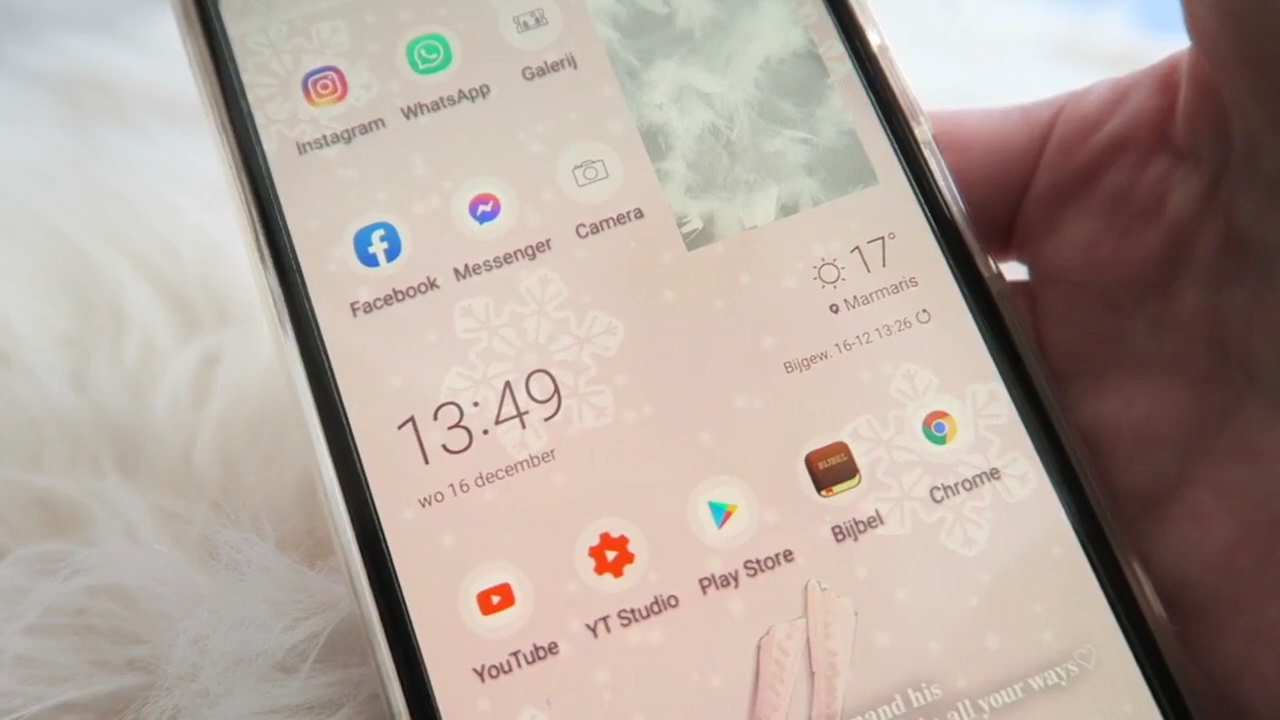 Instagram
WhatsApp
Galerij
Facebook
Messenger
Camera
17°
Marmaris
Bijgew. 16-12 13:26
13:49
wo 16 december
YouTube
YT Studio
Play Store
BIJBEL
Bijbel
Chrome
and his
all your ways♡